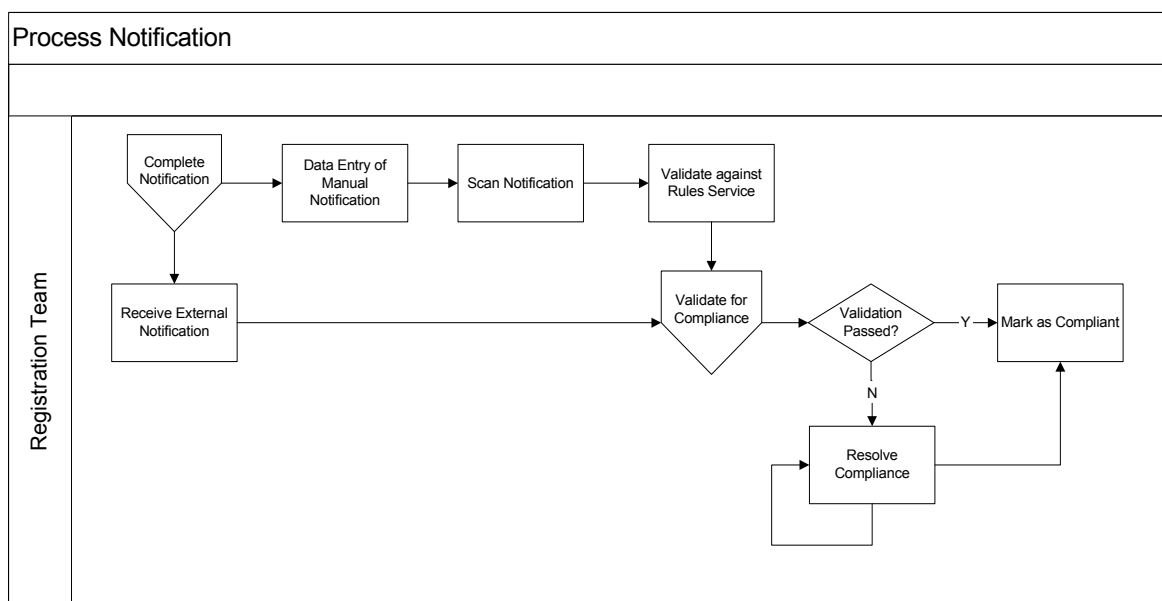 Process Notification
Registration Team
Complete
Notification
Data Entry of
Manual
Notification
Scan Notification
Validate against
Rules Service
Receive External
Notification
Validate for
Compliance
Validation
Passed?
Y
Mark as Compliant
N
Resolve
Compliance